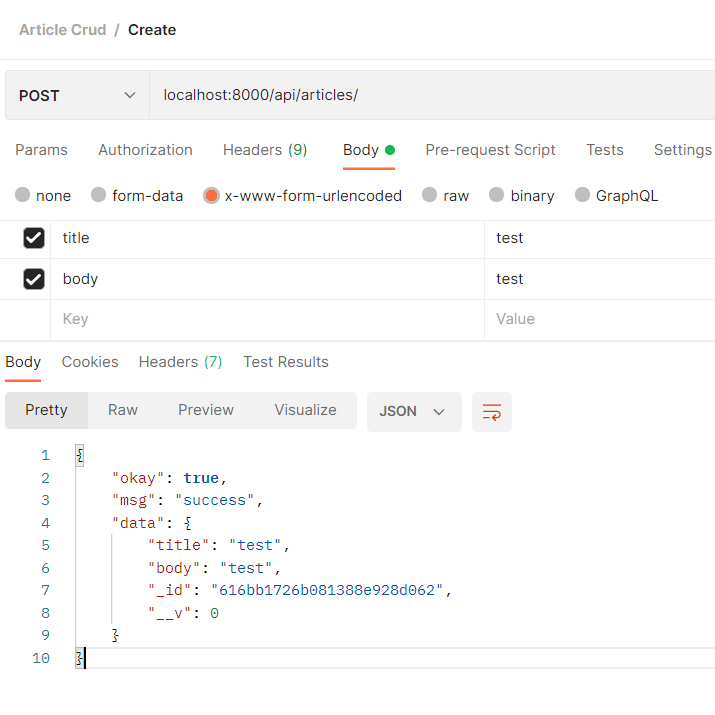 Article Crud / Create
POST localhost:8000/api/articles/
Params Authorization Headers (9) Body Pre-request Script Tests Settings
none form-data x-www-form-urlencoded raw binary GraphQL
title test
body test
Key Value
Body Cookies Headers (7) Test Results
Pretty Raw Preview Visualize JSON
1 {
2 "okay": true,
3 "msg": "success",
4 "data": {
5 "title": "test",
6 "body": "test",
7 "_id": "616bb1726b081388e928d062",
8 "__v": 0
9 }
10 }